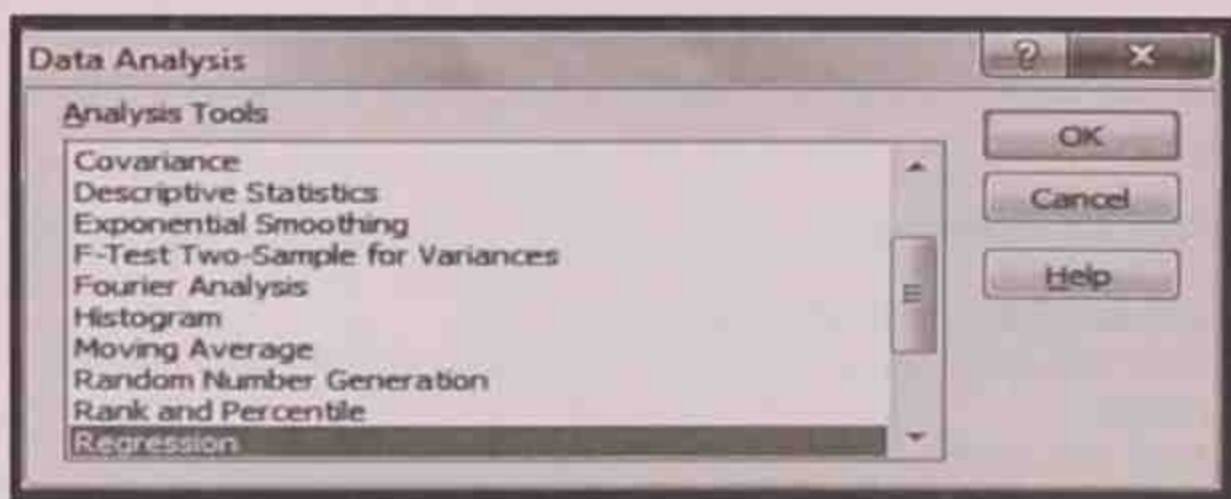 Data Analysis
?
Analysis Tools
Covariance
Descriptive Statistics
Exponential Smoothing
F-Test Two-Sample for Variances
Fourier Analysis
Histogram
Moving Average
Random Number Generation
Rank and Percentile
Regression
OK
Cancel
Help